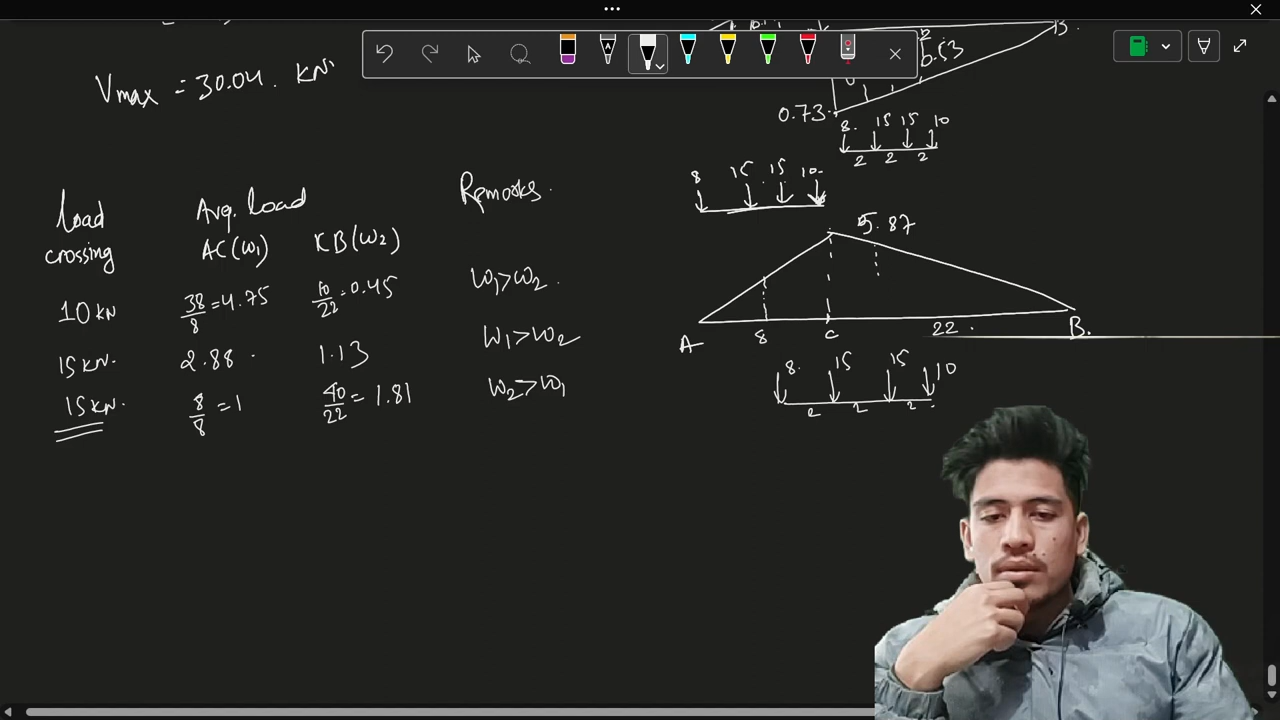 Vmax = 30.04. KN
B.
0.53
0.73
8. 15 15 10
2 2 2
Load crossing
Avg. load
Remarks.
AC(W1) KB(W2)
10 KN 38/8 = 4.75 10/22 = 0.45 W1>W2.
15 KN. 2.88 1.13 W1>W2
15 KN. 8/8 = 1 40/22 = 1.81 W2>W1
8 15 15 10
5.87
A 8 C 22 B.
8. 15 15 10
2 2 2